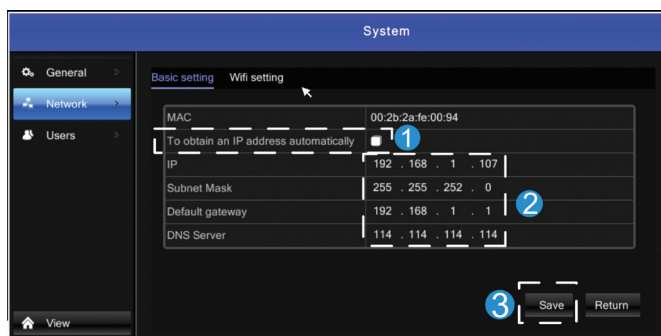 System
General >
Network >
Users >
Basic setting Wifi setting
MAC 00:2b:2a:fe:00:94
To obtain an IP address automatically 1
IP 192 . 168 . 1 . 107
Subnet Mask 255 . 255 . 252 . 0
Default gateway 192 . 168 . 1 . 1
2
DNS Server 114 . 114 . 114 . 114
3 Save Return
View